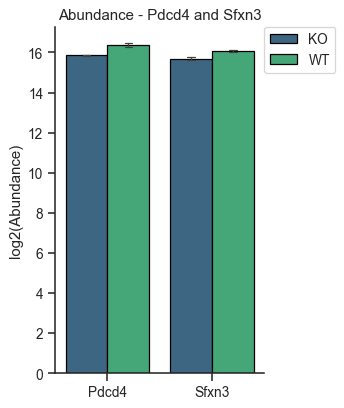 Abundance - Pdcd4 and Sfxn3
KO
WT
log2(Abundance)
16
14
12
10
8
6
4
2
0
Pdcd4
Sfxn3